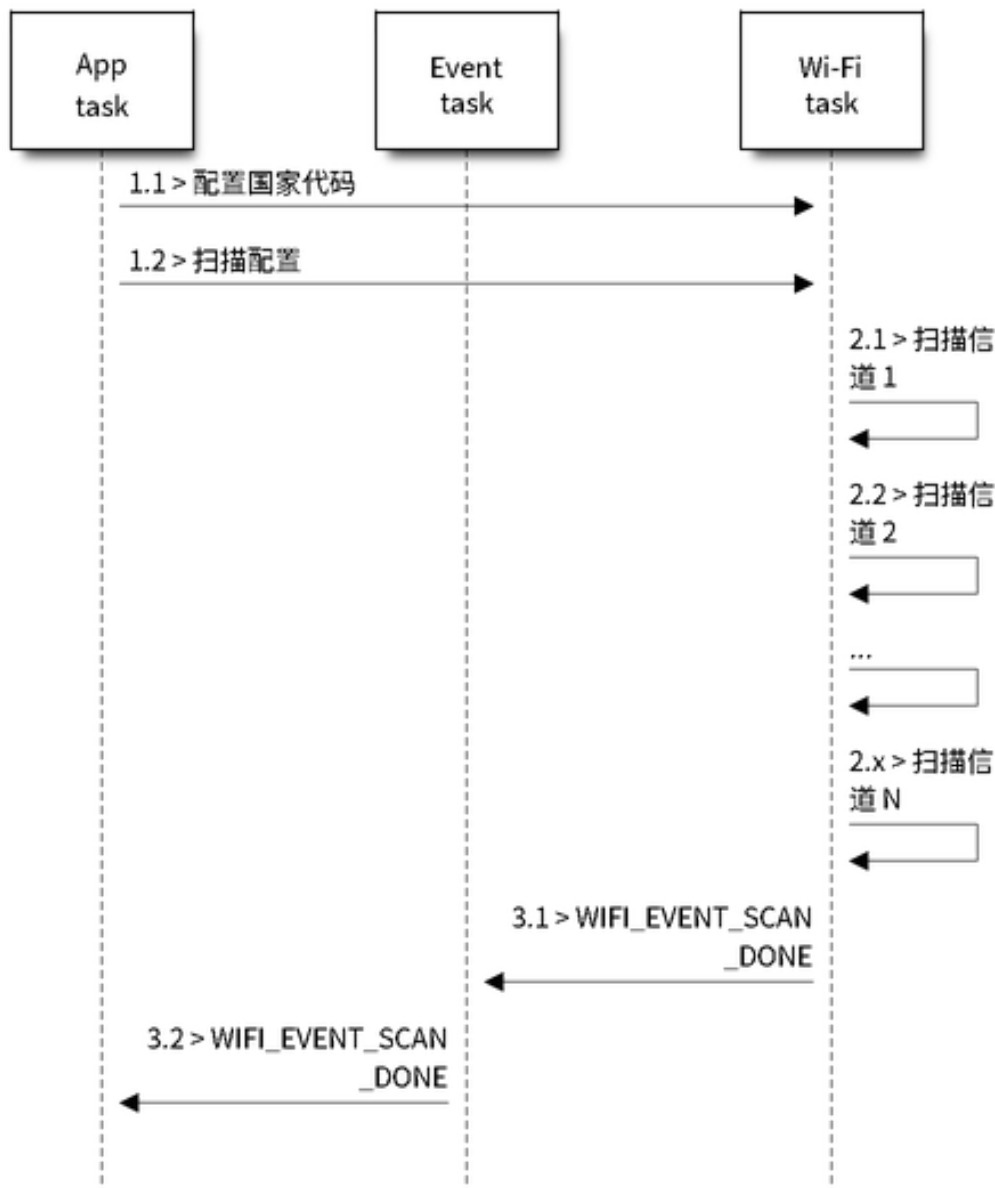 App
task
Event
task
Wi-Fi
task
1.1 > 配置国家代码
1.2 > 扫描配置
2.1 > 扫描信
道 1
2.2 > 扫描信
道 2
...
2.x > 扫描信
道 N
3.1 > WIFI_EVENT_SCAN
_DONE
3.2 > WIFI_EVENT_SCAN
_DONE